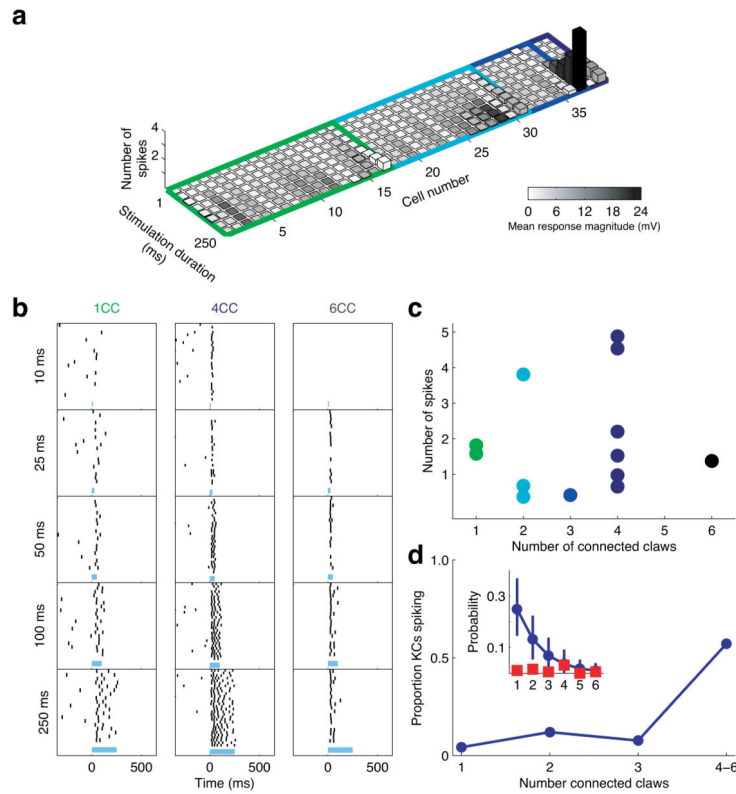 a
Number of
spikes
4
2
1
250
Stimulation duration
(ms)
5
10
15
20
25
30
35
Cell number
0 6 12 18 24
Mean response magnitude (mV)
b
1CC 4CC 6CC
10 ms
25 ms
50 ms
100 ms
250 ms
0 500 0 500 0 500
Time (ms)
c
Number of spikes
5
4
3
2
1
1 2 3 4 5 6
Number of connected claws
d
Proportion KCs spiking
1.0
0.5
0
Probability
0.3
0.1
1 2 3 4 5 6
1 2 3 4–6
Number connected claws